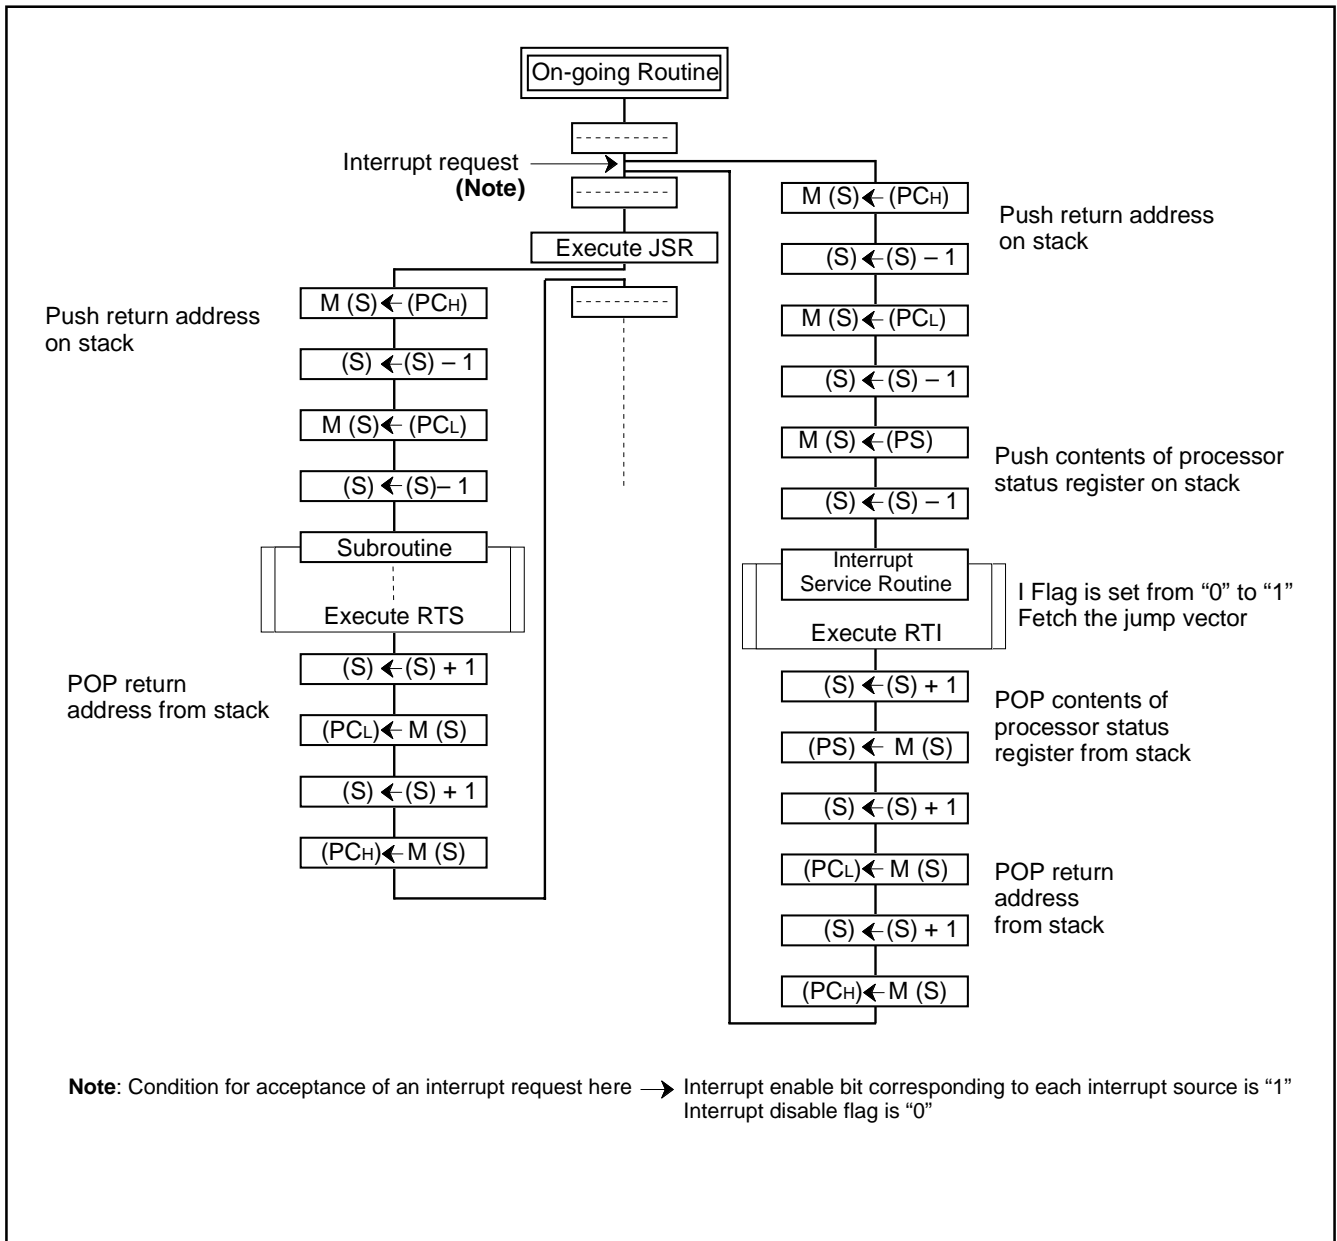 On-going Routine
Interrupt request
(Note)
Execute JSR
Push return address
on stack
M (S) ← (PCH)
(S) ← (S) – 1
M (S) ← (PCL)
(S) ← (S)– 1
Subroutine
Execute RTS
POP return
address from stack
(S) ← (S) + 1
(PCL) ← M (S)
(S) ← (S) + 1
(PCH) ← M (S)
M (S) ← (PCH)
(S) ← (S) – 1
M (S) ← (PCL)
(S) ← (S) – 1
M (S) ← (PS)
(S) ← (S) – 1
Push return address
on stack
Push contents of processor
status register on stack
Interrupt
Service Routine
Execute RTI
I Flag is set from “0” to “1”
Fetch the jump vector
(S) ← (S) + 1
(PS) ← M (S)
(S) ← (S) + 1
(PCL) ← M (S)
(S) ← (S) + 1
(PCH) ← M (S)
POP contents of
processor status
register from stack
POP return
address
from stack
Note: Condition for acceptance of an interrupt request here → Interrupt enable bit corresponding to each interrupt source is “1”
Interrupt disable flag is “0”